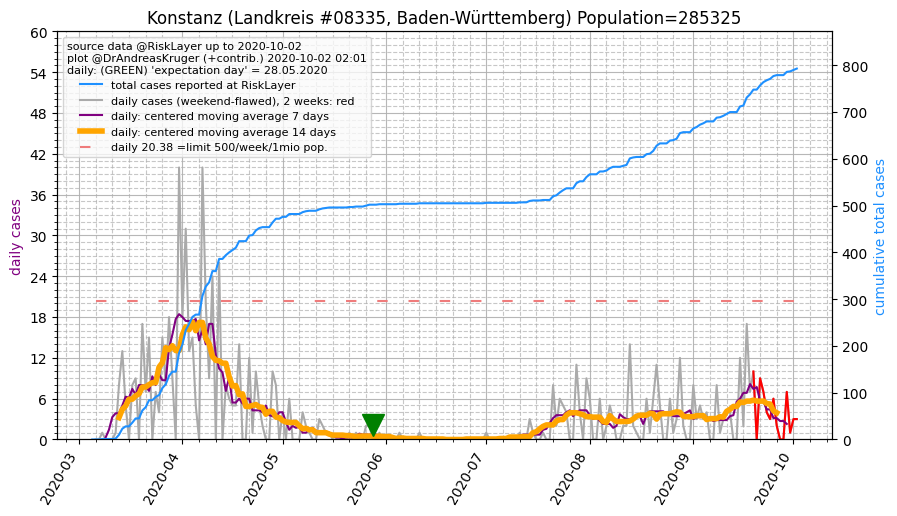 Konstanz (Landkreis #08335, Baden-Württemberg) Population=285325
source data @RiskLayer up to 2020-10-02
plot @DrAndreasKruger (+contrib.) 2020-10-02 02:01
daily: (GREEN) 'expectation day' = 28.05.2020
total cases reported at RiskLayer
daily cases (weekend-flawed), 2 weeks: red
daily: centered moving average 7 days
daily: centered moving average 14 days
daily 20.38 =limit 500/week/1mio pop.
daily cases
60
54
48
42
36
30
24
18
12
6
0
cumulative total cases
800
700
600
500
400
300
200
100
0
2020-03
2020-04
2020-05
2020-06
2020-07
2020-08
2020-09
2020-10